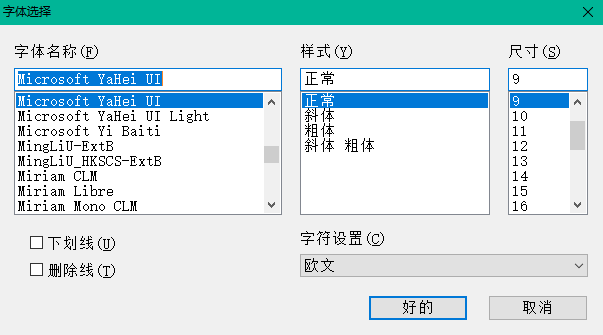 字体选择
字体名称(F) 样式(Y) 尺寸(S)
Microsoft YaHei UI 正常 9
Microsoft YaHei UI 正常 9
Microsoft YaHei UI Light 斜体 10
Microsoft Yi Baiti 粗体 11
MingLiU-ExtB 斜体 粗体 12
MingLiU_HKSCS-ExtB 13
Miriam CLM 14
Miriam Libre 15
Miriam Mono CLM 16
下划线(U) 字符设置(C)
删除线(T) 欧文
好的 取消